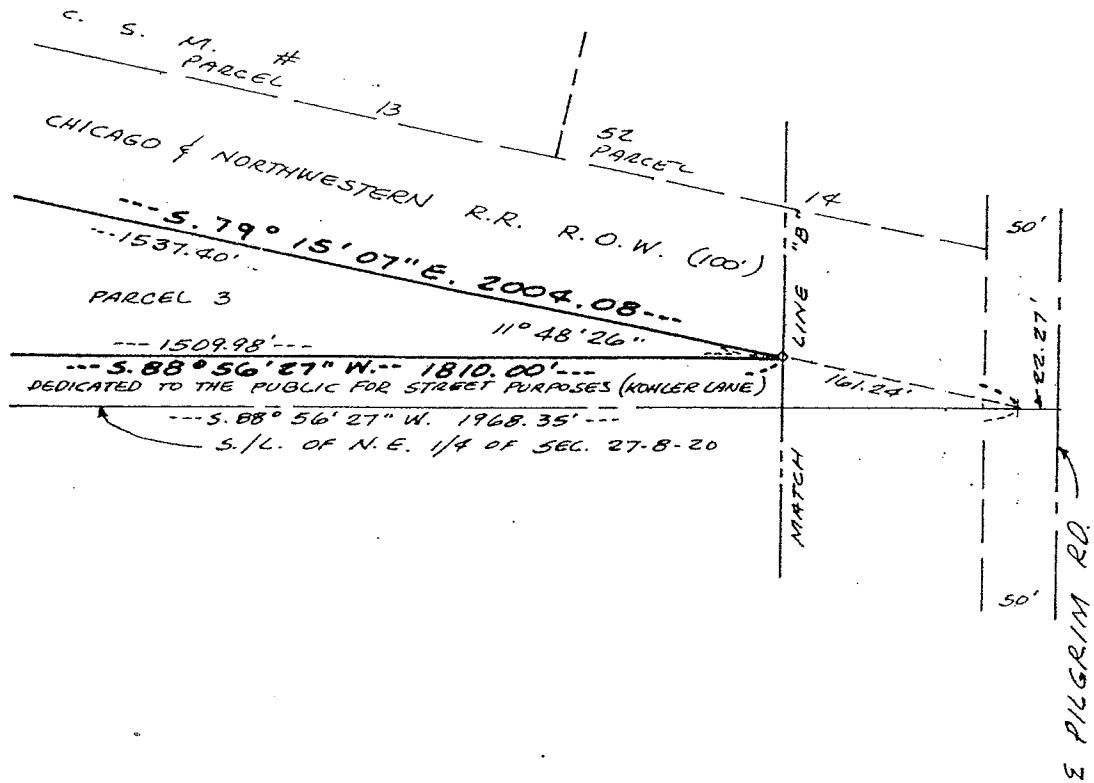 C. S. M. #
PARCEL 13
52
PARCEL 14
CHICAGO & NORTHWESTERN R.R. R.O.W. (100')
50'
---S. 79° 15' 07" E. 2004.08---
---1537.40'---
PARCEL 3
11° 48' 26"
LINE "B"
22.27'
--- 1509.98'---
---S. 88° 56' 27" W.-- 1810.00'---
DEDICATED TO THE PUBLIC FOR STREET PURPOSES (KOHLER LANE)
161.24'
---S. 88° 56' 27" W. 1968.35'---
S./L. OF N.E. 1/4 OF SEC. 27-8-20
MATCH
50'
PILGRIM RD.